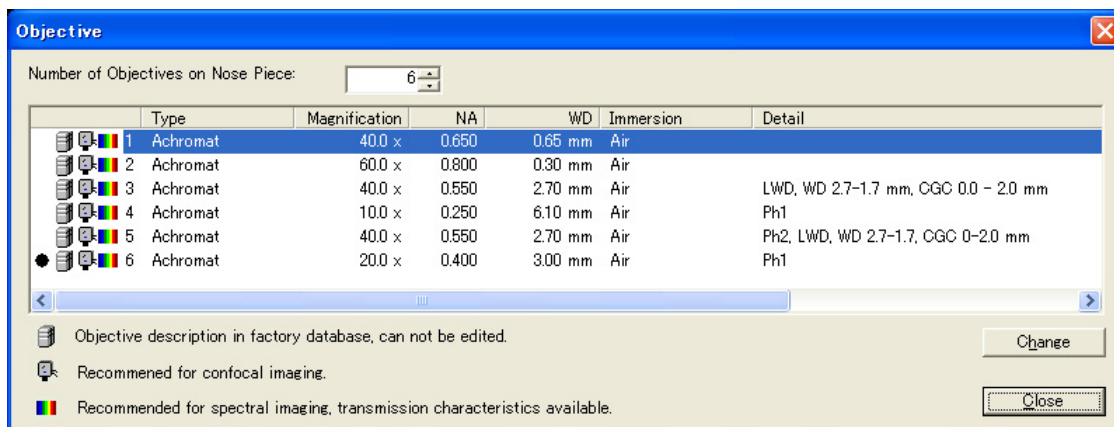 Objective
Number of Objectives on Nose Piece: 6
Type Magnification NA WD Immersion Detail
1 Achromat 40.0 x 0.650 0.65 mm Air
2 Achromat 60.0 x 0.800 0.30 mm Air
3 Achromat 40.0 x 0.550 2.70 mm Air LWD, WD 2.7-1.7 mm, CGC 0.0 - 2.0 mm
4 Achromat 10.0 x 0.250 6.10 mm Air Ph1
5 Achromat 40.0 x 0.550 2.70 mm Air Ph2, LWD, WD 2.7-1.7, CGC 0-2.0 mm
6 Achromat 20.0 x 0.400 3.00 mm Air Ph1
Objective description in factory database, can not be edited.
Change
Recommened for confocal imaging.
Recommended for spectral imaging, transmission characteristics available.
Close